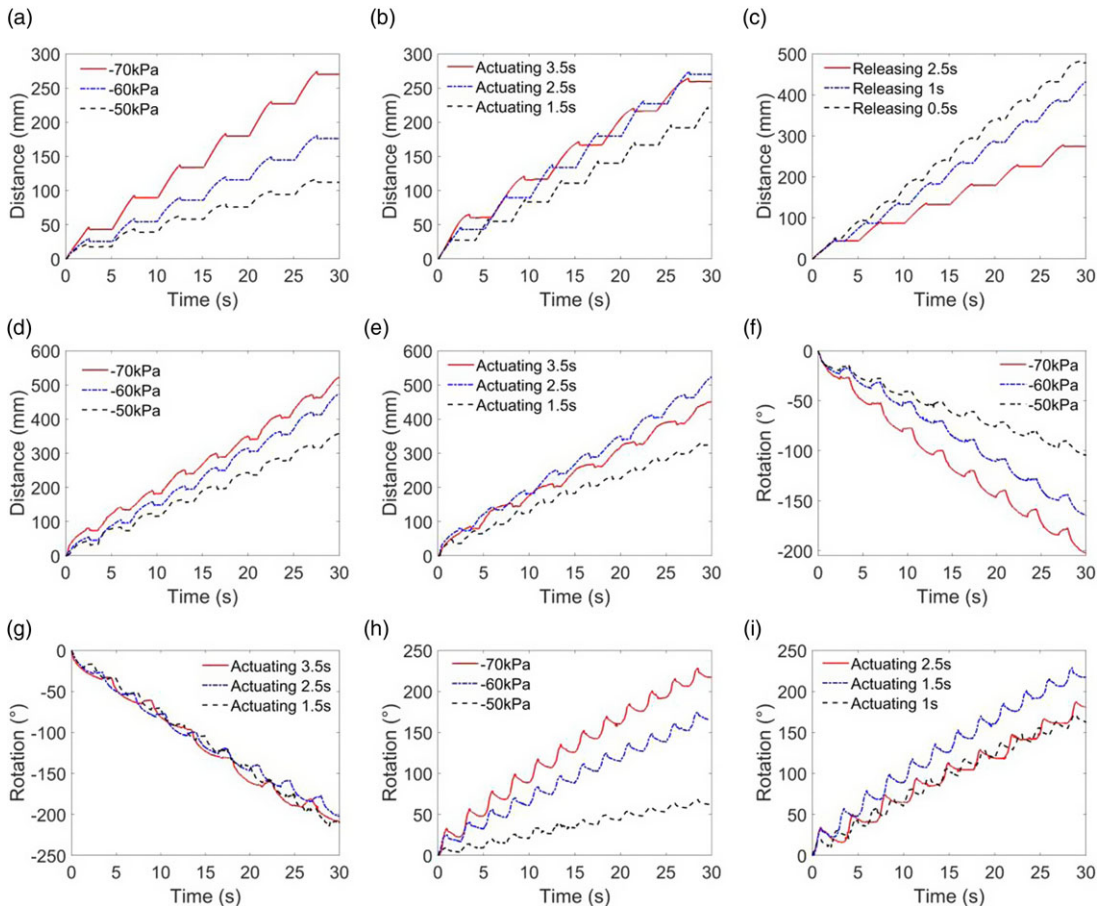 (a)
300
250
200
150
100
50
0
Distance (mm)
-70kPa
-60kPa
-50kPa
0 5 10 15 20 25 30
Time (s)
(b)
300
250
200
150
100
50
0
Distance (mm)
Actuating 3.5s
Actuating 2.5s
Actuating 1.5s
0 5 10 15 20 25 30
Time (s)
(c)
500
400
300
200
100
0
Distance (mm)
Releasing 2.5s
Releasing 1s
Releasing 0.5s
0 5 10 15 20 25 30
Time (s)
(d)
600
500
400
300
200
100
0
Distance (mm)
-70kPa
-60kPa
-50kPa
0 5 10 15 20 25 30
Time (s)
(e)
600
500
400
300
200
100
0
Distance (mm)
Actuating 3.5s
Actuating 2.5s
Actuating 1.5s
0 5 10 15 20 25 30
Time (s)
(f)
0
-50
-100
-150
-200
Rotation (°)
-70kPa
-60kPa
-50kPa
0 5 10 15 20 25 30
Time (s)
(g)
0
-50
-100
-150
-200
-250
Rotation (°)
Actuating 3.5s
Actuating 2.5s
Actuating 1.5s
0 5 10 15 20 25 30
Time (s)
(h)
250
200
150
100
50
0
Rotation (°)
-70kPa
-60kPa
-50kPa
0 5 10 15 20 25 30
Time (s)
(i)
250
200
150
100
50
0
Rotation (°)
Actuating 2.5s
Actuating 1.5s
Actuating 1s
0 5 10 15 20 25 30
Time (s)